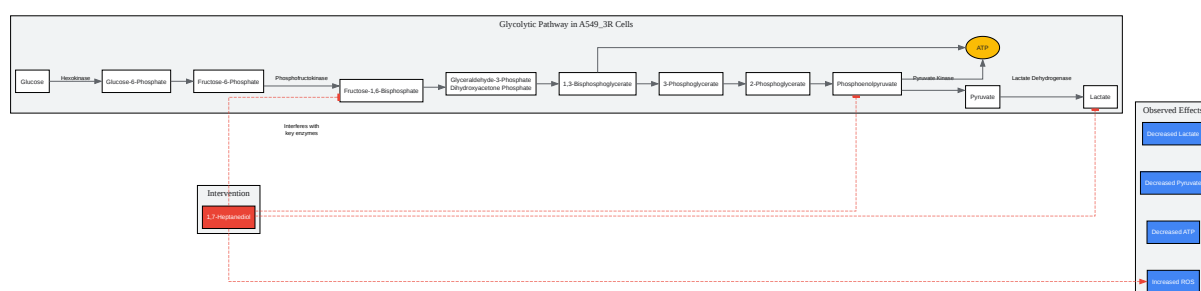 Glycolytic Pathway in A549_3R Cells
ATP
Glucose
Hexokinase
Glucose-6-Phosphate
Fructose-6-Phosphate
Phosphofructokinase
Fructose-1,6-Bisphosphate
Glyceraldehyde-3-Phosphate
Dihydroxyacetone Phosphate
1,3-Bisphosphoglycerate
3-Phosphoglycerate
2-Phosphoglycerate
Phosphoenolpyruvate
Pyruvate Kinase
Pyruvate
Lactate Dehydrogenase
Lactate
Interferes with
key enzymes
Intervention
1,7-Heptanediol
Observed Effects
Decreased Lactate
Decreased Pyruvate
Decreased ATP
Increased ROS